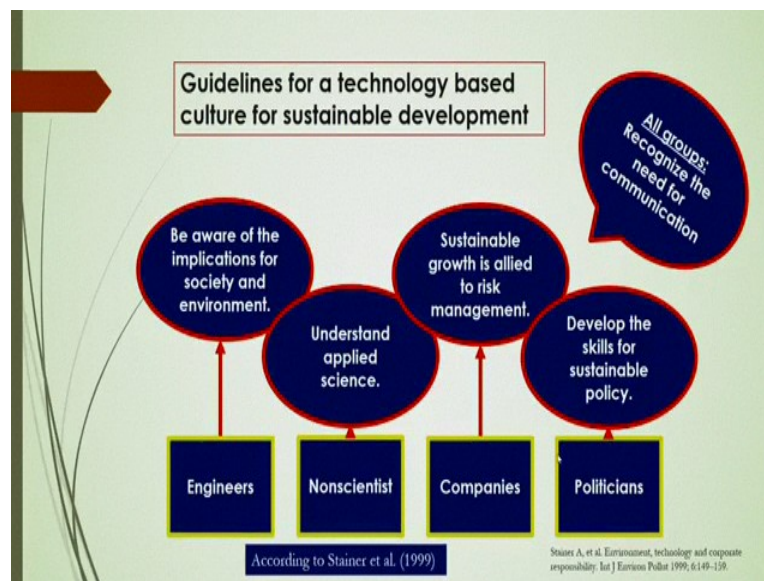 Guidelines for a technology based
culture for sustainable development
All groups:
Recognize the
need for
communication
Be aware of the
implications for
society and
environment.
Understand
applied
science.
Sustainable
growth is allied
to risk
management.
Develop the
skills for
sustainable
policy.
Engineers
Nonscientist
Companies
Politicians
According to Stainer et al. (1999)
Stainer A, et al. Environment, technology and corporate
responsibility. Int J Environ Pollut 1999; 6:149–159.